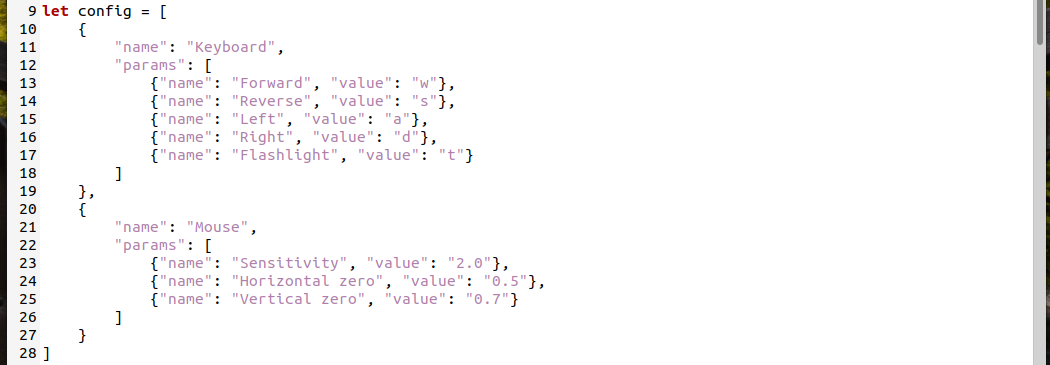 9 let config = [
10     {
11         "name": "Keyboard",
12         "params": [
13             {"name": "Forward", "value": "w"},
14             {"name": "Reverse", "value": "s"},
15             {"name": "Left", "value": "a"},
16             {"name": "Right", "value": "d"},
17             {"name": "Flashlight", "value": "t"}
18         ]
19     },
20     {
21         "name": "Mouse",
22         "params": [
23             {"name": "Sensitivity", "value": "2.0"},
24             {"name": "Horizontal zero", "value": "0.5"},
25             {"name": "Vertical zero", "value": "0.7"}
26         ]
27     }
28 ]